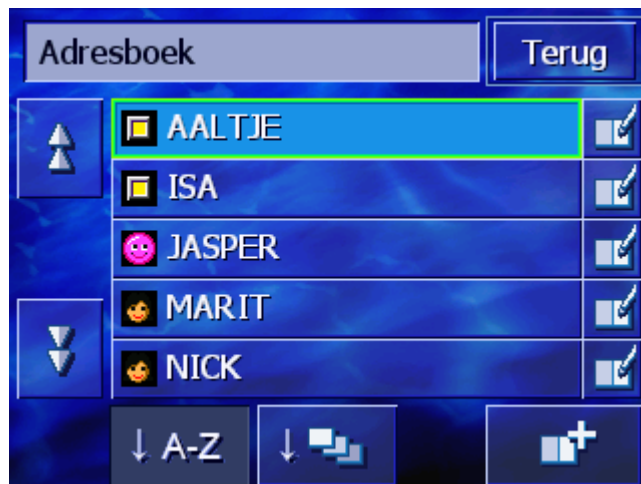 Adresboek
Terug
AALTJE
ISA
JASPER
MARIT
NICK
↓ A-Z